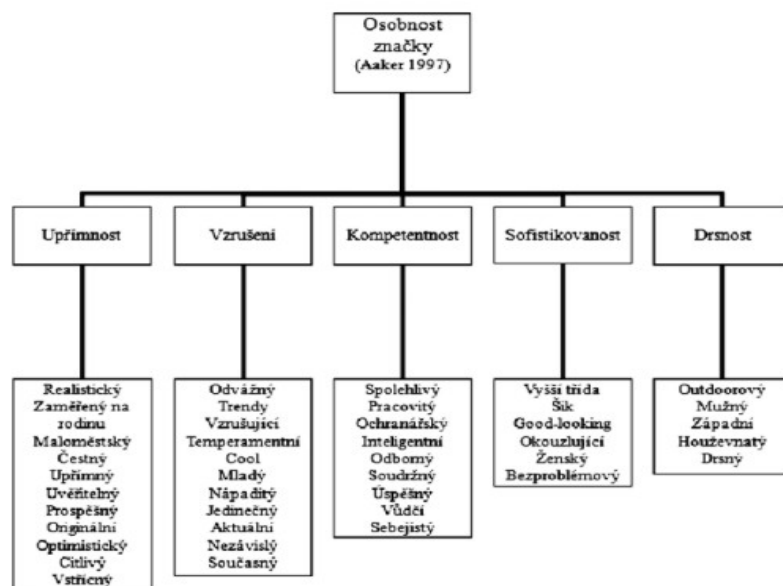 Osobnost
značky
(Aaker 1997)
Upřímnost
Vzrušení
Kompetentnost
Sofistikovanost
Drsnost
Realistický
Zaměřený na
rodinu
Maloměstský
Čestný
Upřímný
Uvěřitelný
Prospěšný
Originální
Optimistický
Citlivý
Vstřícný
Odvážný
Trendy
Vzrušující
Temperamentní
Cool
Mladý
Nápaditý
Jedinečný
Aktuální
Nezávislý
Současný
Spolehlivý
Pracovitý
Ochranářský
Inteligentní
Odborný
Soudržný
Úspěšný
Vůdčí
Sebejistý
Vyšší třída
Šik
Good-looking
Okouzlující
Ženský
Bezproblémový
Outdoorový
Mužný
Západní
Houževnatý
Drsný